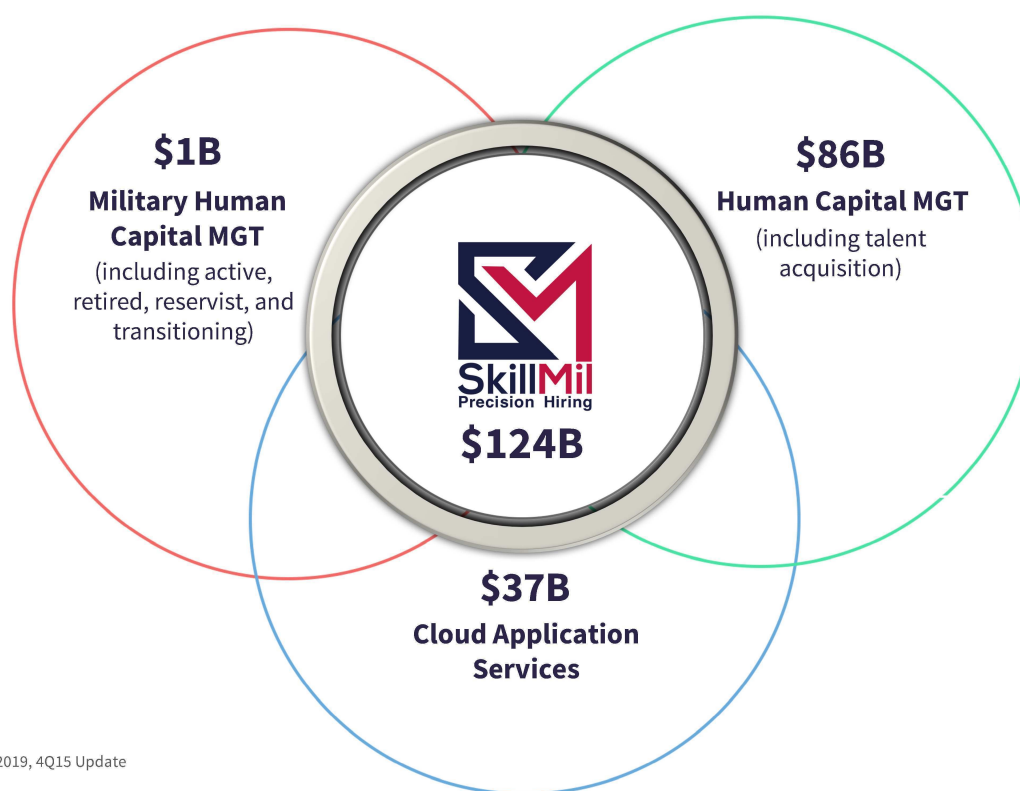 $1B
Military Human
Capital MGT
(including active,
retired, reservist, and
transitioning)
$86B
Human Capital MGT
(including talent
acquisition)
SkillMil
Precision Hiring
$124B
$37B
Cloud Application
Services
2019, 4Q15 Update